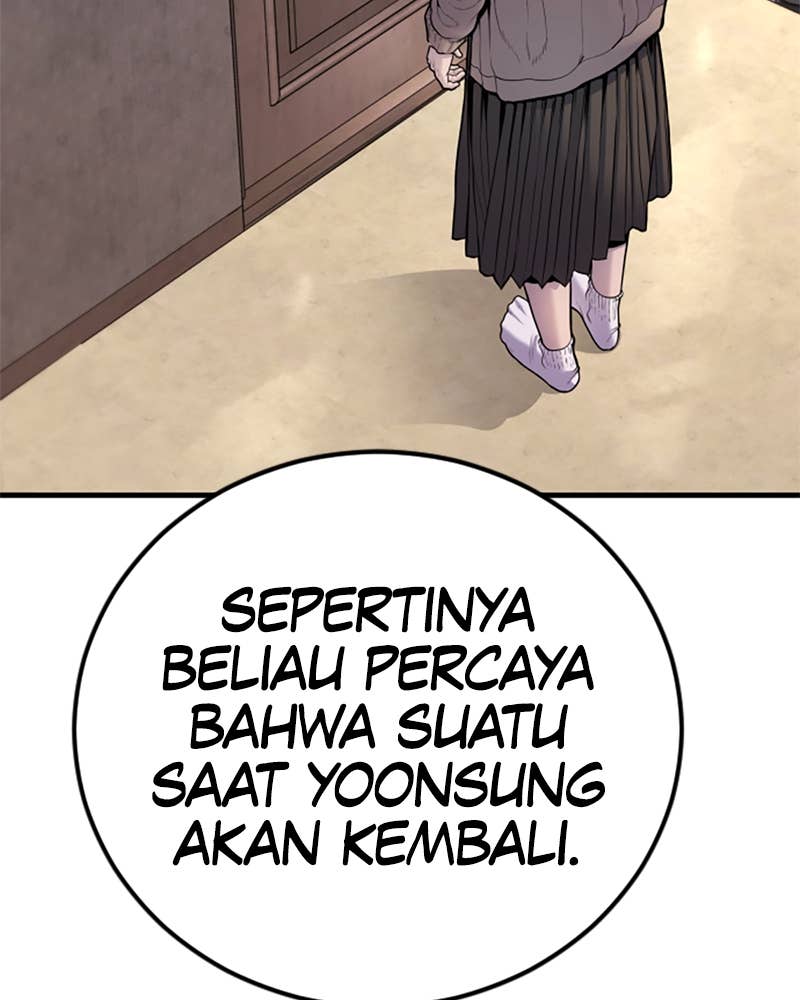 SEPERTINYA
BELIAU PERCAYA
BAHWA SUATU
SAAT YOONSUNG
AKAN KEMBALI.